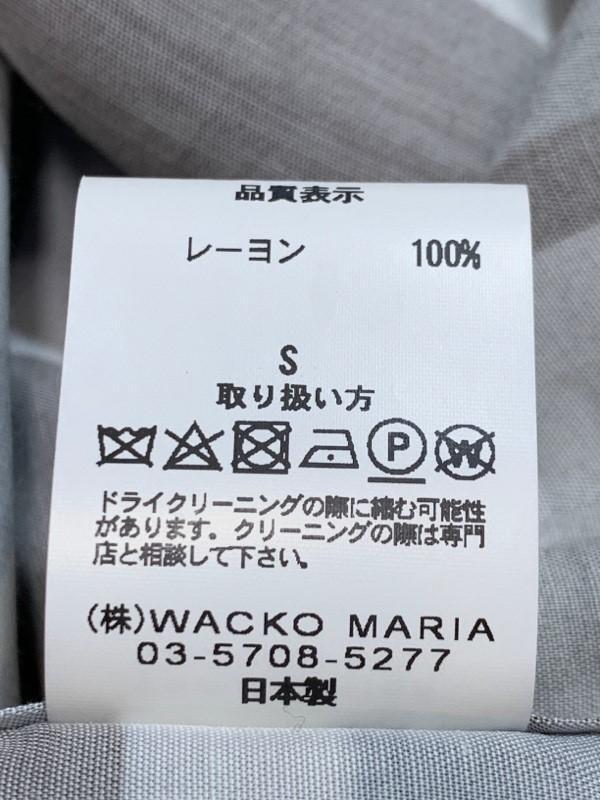 品質表示
レーヨン 100%
S
取り扱い方
P W
ドライクリーニングの際に縮む可能性
があります。クリーニングの際は専門
店と相談して下さい。
(株)WACKO MARIA
03-5708-5277
日本製